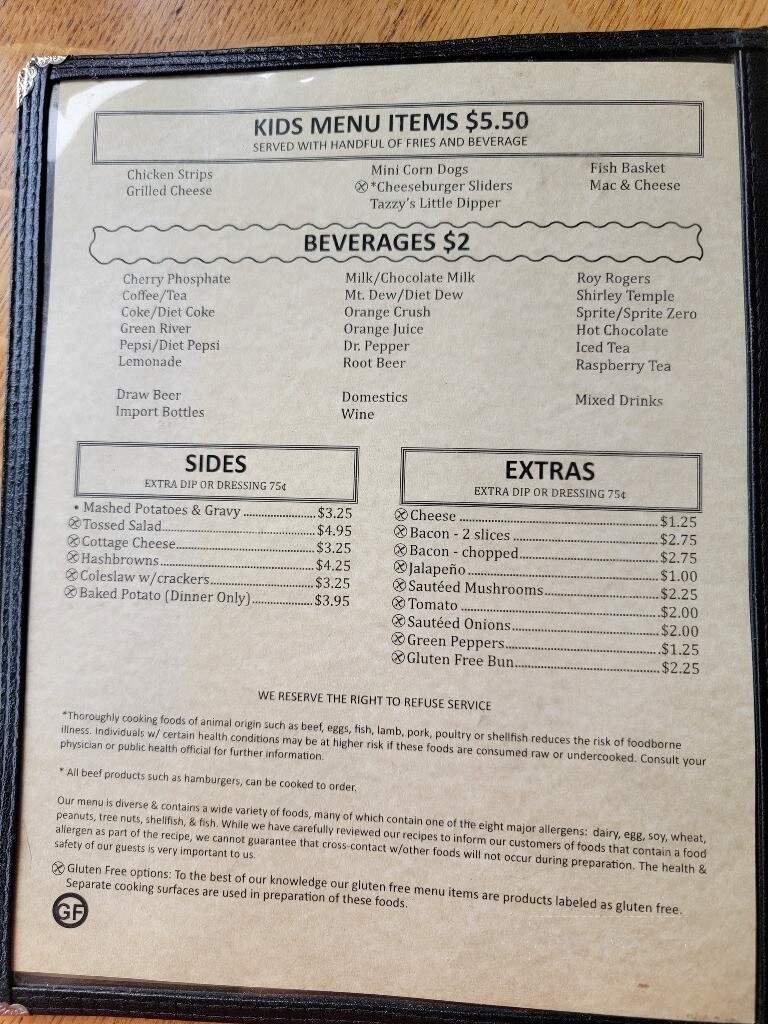 KIDS MENU ITEMS $5.50
SERVED WITH HANDFUL OF FRIES AND BEVERAGE
Chicken Strips
Grilled Cheese
Mini Corn Dogs
ⓧ*Cheeseburger Sliders
Tazzy's Little Dipper
Fish Basket
Mac & Cheese
BEVERAGES $2
Cherry Phosphate
Coffee/Tea
Coke/Diet Coke
Green River
Pepsi/Diet Pepsi
Lemonade
Milk/Chocolate Milk
Mt. Dew/Diet Dew
Orange Crush
Orange Juice
Dr. Pepper
Root Beer
Roy Rogers
Shirley Temple
Sprite/Sprite Zero
Hot Chocolate
Iced Tea
Raspberry Tea
Draw Beer
Import Bottles
Domestics
Wine
Mixed Drinks
SIDES
EXTRA DIP OR DRESSING 75¢
• Mashed Potatoes & Gravy ................ $3.25
ⓧTossed Salad................................... $4.95
ⓧCottage Cheese............................... $3.25
ⓧHashbrowns................................... $4.25
ⓧColeslaw w/crackers....................... $3.25
ⓧBaked Potato (Dinner Only)............. $3.95
EXTRAS
EXTRA DIP OR DRESSING 75¢
ⓧCheese ........................................... $1.25
ⓧBacon - 2 slices ............................... $2.75
ⓧBacon - chopped............................. $2.75
ⓧJalapeño ......................................... $1.00
ⓧSautéed Mushrooms........................ $2.25
ⓧTomato ........................................... $2.00
ⓧSautéed Onions............................... $2.00
ⓧGreen Peppers................................. $1.25
ⓧGluten Free Bun.............................. $2.25
WE RESERVE THE RIGHT TO REFUSE SERVICE
*Thoroughly cooking foods of animal origin such as beef, eggs, fish, lamb, pork, poultry or shellfish reduces the risk of foodborne
illness. Individuals w/ certain health conditions may be at higher risk if these foods are consumed raw or undercooked. Consult your
physician or public health official for further information.
* All beef products such as hamburgers, can be cooked to order.
Our menu is diverse & contains a wide variety of foods, many of which contain one of the eight major allergens: dairy, egg, soy, wheat,
peanuts, tree nuts, shellfish, & fish. While we have carefully reviewed our recipes to inform our customers of foods that contain a food
allergen as part of the recipe, we cannot guarantee that cross-contact w/other foods will not occur during preparation. The health &
safety of our guests is very important to us.
ⓧ Gluten Free options: To the best of our knowledge our gluten free menu items are products labeled as gluten free.
Separate cooking surfaces are used in preparation of these foods.
GF